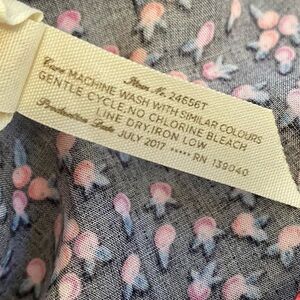 Item Nr. 24656T
Care MACHINE WASH WITH SIMILAR COLOURS
GENTLE CYCLE.NO CHLORINE BLEACH
LINE DRY.IRON LOW
Production Date JULY 2017 ***** RN 139040